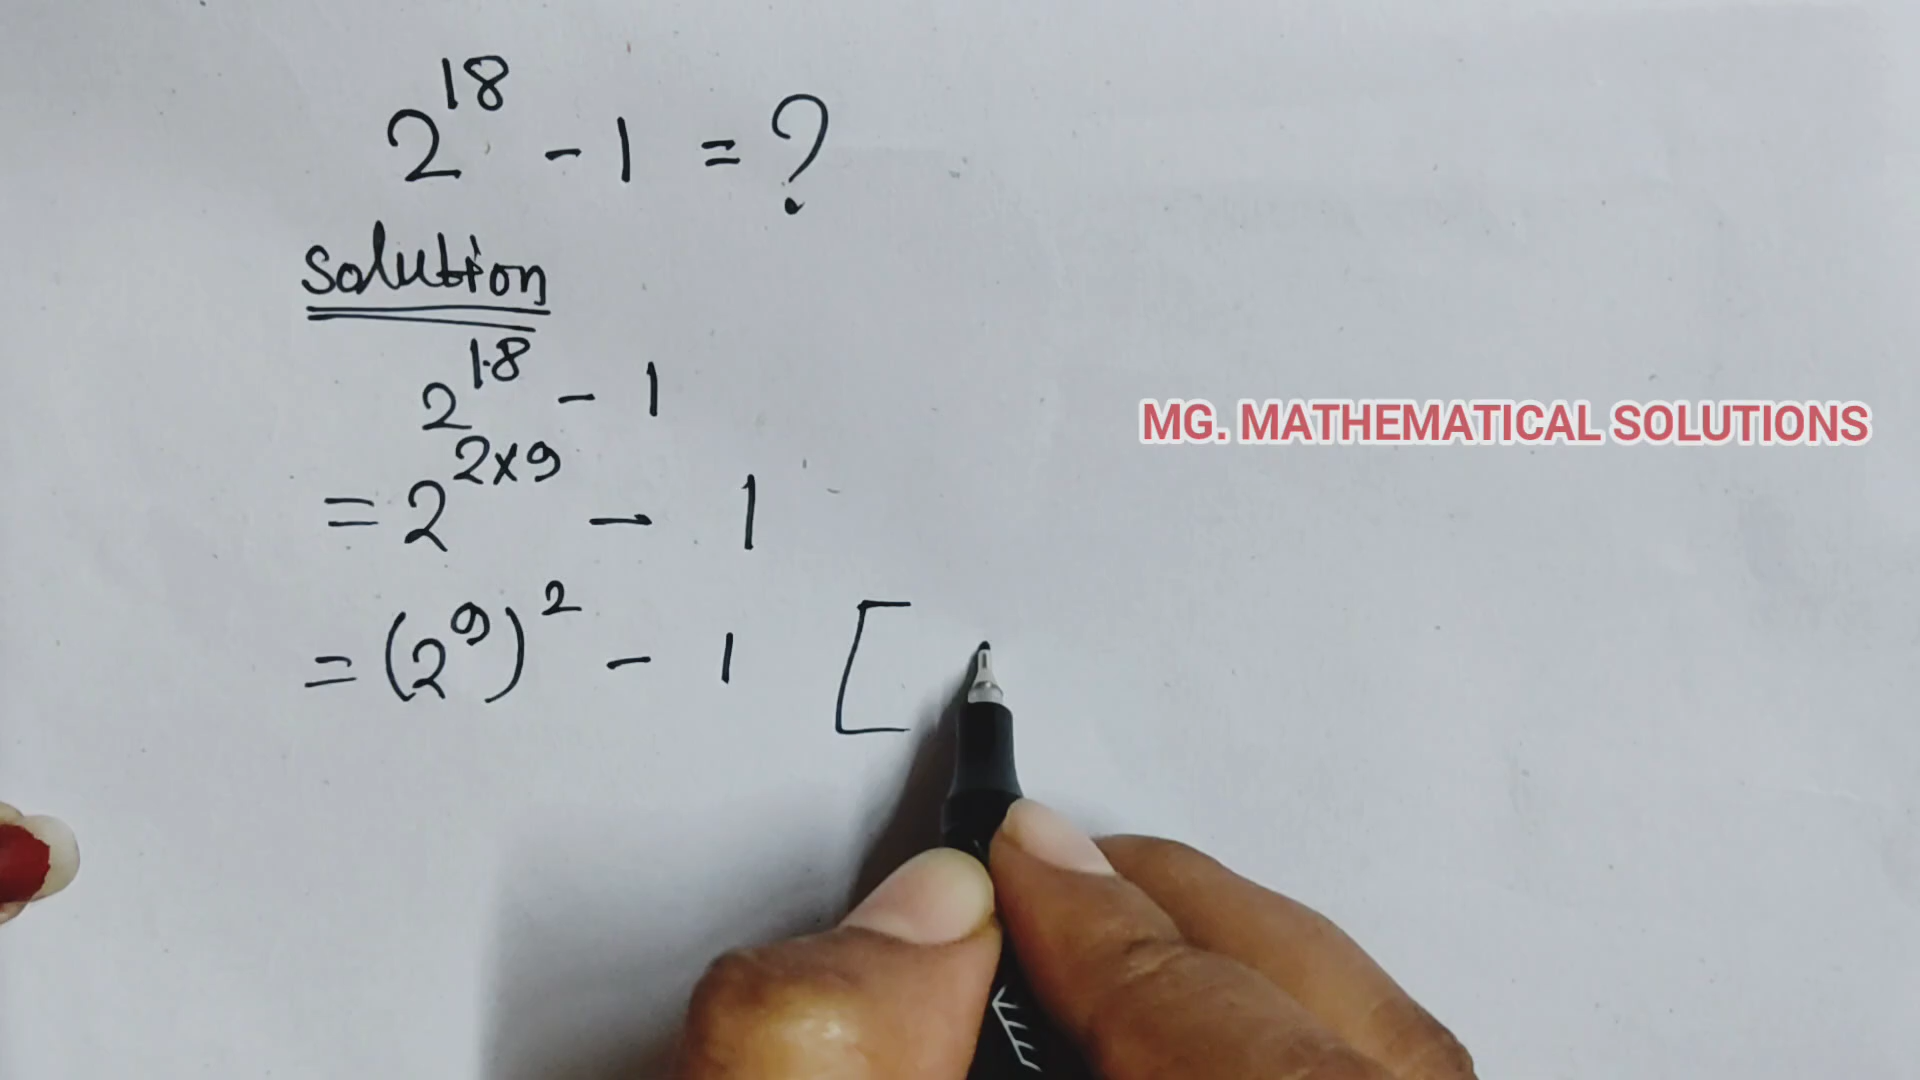 2^18 - 1 = ?
Solution
2^18 - 1
= 2^2×9 - 1
= (2^9)^2 - 1 [
MG. MATHEMATICAL SOLUTIONS